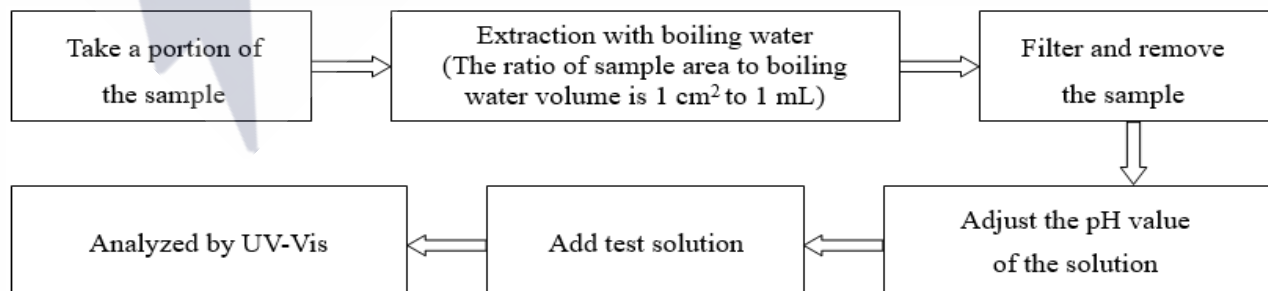 Take a portion of
the sample
Extraction with boiling water
(The ratio of sample area to boiling
water volume is 1 cm² to 1 mL)
Filter and remove
the sample
Adjust the pH value
of the solution
Add test solution
Analyzed by UV-Vis